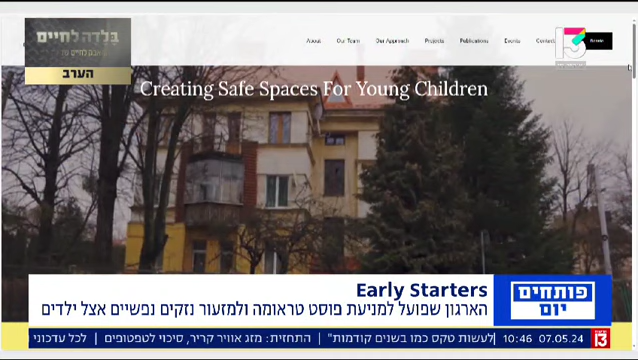 בלדה לחיים
הערב
About Our Team Our Approach Projects Publications Events Contact
13
Creating Safe Spaces For Young Children
Early Starters
הארגון שפועל למניעת פוסט טראומה ולמזעור נזקים נפשיים אצל ילדים
פותחים
יום
13 07.05.24 10:46 לעשות טקס כמו בשנים קודמות" | התחזית: מזג אוויר קריר, סיכוי לטפטופים | לכל עדכוני